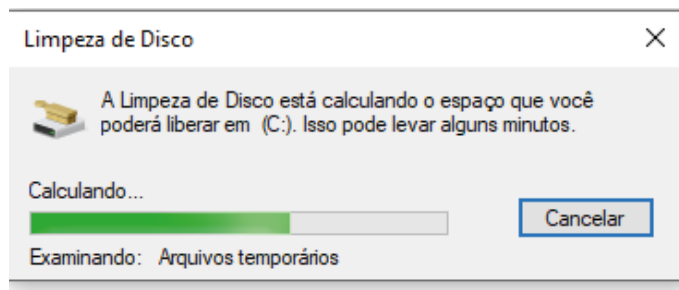 Limpeza de Disco
A Limpeza de Disco está calculando o espaço que você
poderá liberar em (C:). Isso pode levar alguns minutos.
Calculando...
Cancelar
Examinando: Arquivos temporários